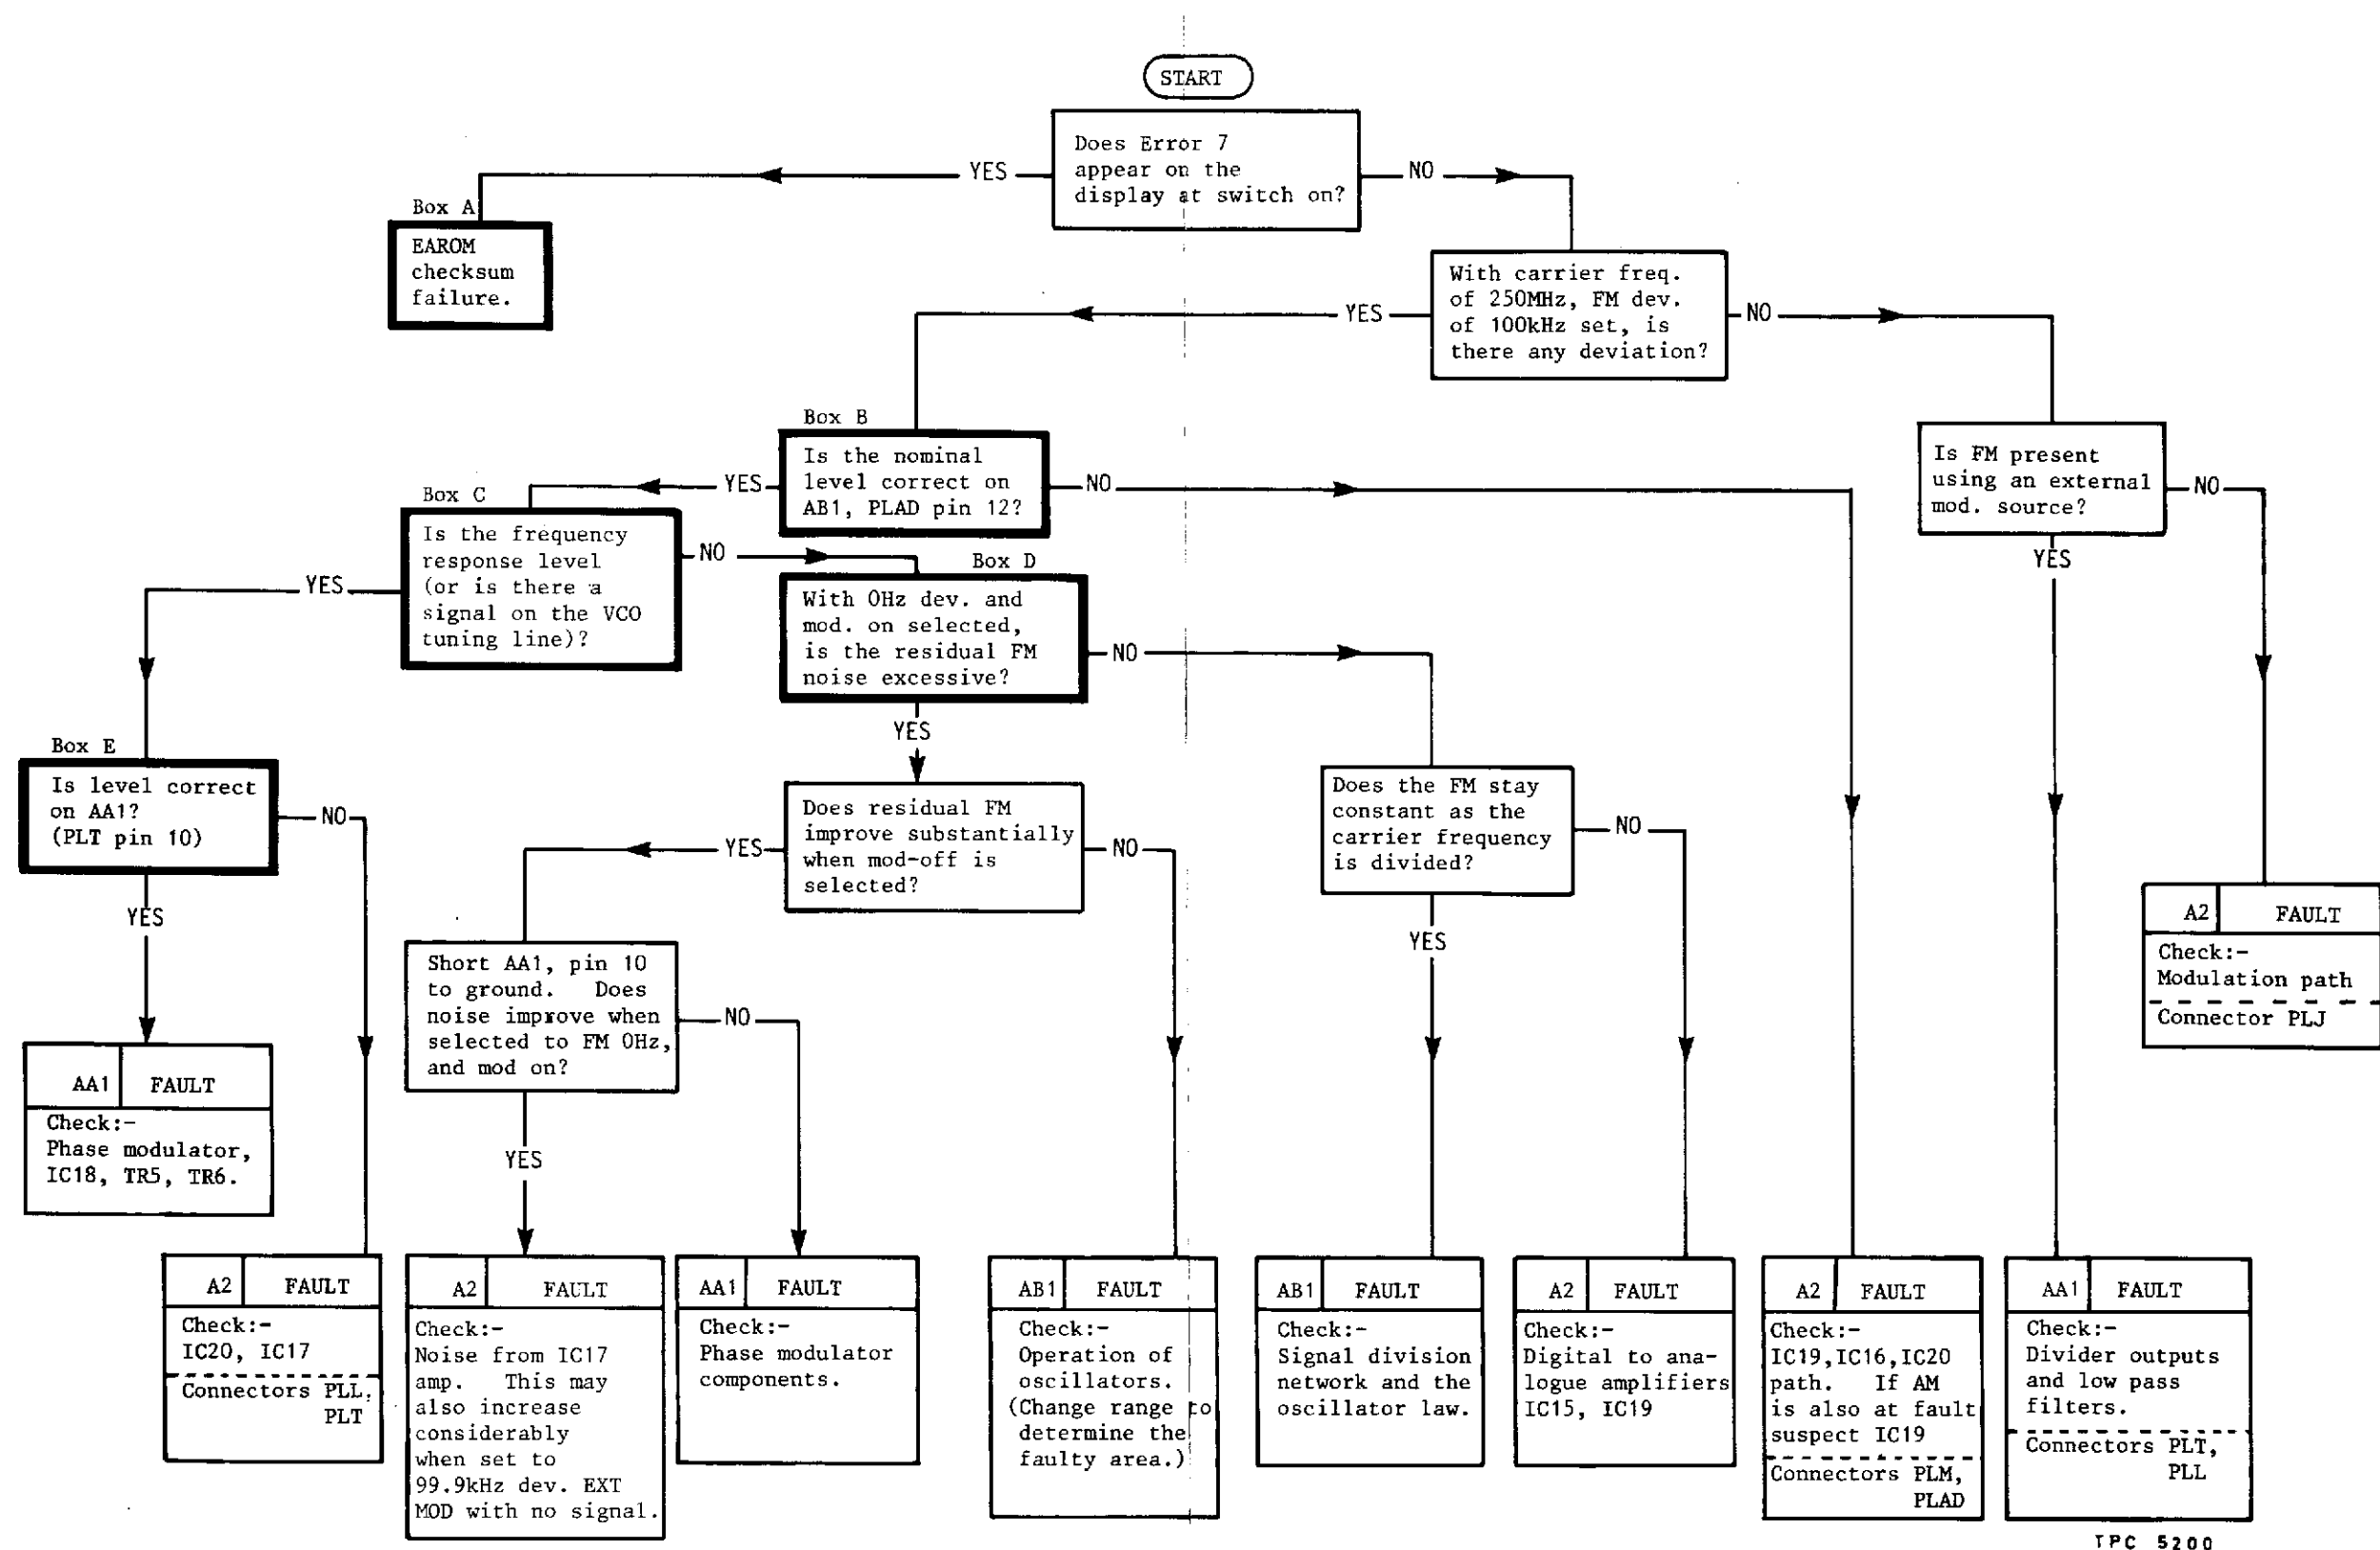 START
Does Error 7
appear on the
display at switch on?
YES
NO
Box A
EAROM
checksum
failure.
With carrier freq.
of 250MHz, FM dev.
of 100kHz set, is
there any deviation?
YES
NO
Box B
Is the nominal
level correct on
AB1, PLAD pin 12?
YES
NO
Is FM present
using an external
mod. source?
NO
YES
Box C
Is the frequency
response level
(or is there a
signal on the VCO
tuning line)?
YES
NO
Box D
With 0Hz dev. and
mod. on selected,
is the residual FM
noise excessive?
NO
YES
Box E
Is level correct
on AA1?
(PLT pin 10)
NO
YES
Does residual FM
improve substantially
when mod-off is
selected?
YES
NO
Does the FM stay
constant as the
carrier frequency
is divided?
NO
YES
Short AA1, pin 10
to ground. Does
noise improve when
selected to FM 0Hz,
and mod on?
NO
YES
A2 FAULT
Check:-
Modulation path
Connector PLJ
AA1 FAULT
Check:-
Phase modulator,
IC18, TR5, TR6.
A2 FAULT
Check:-
IC20, IC17
Connectors PLL,
PLT
A2 FAULT
Check:-
Noise from IC17
amp. This may
also increase
considerably
when set to
99.9kHz dev. EXT
MOD with no signal.
AA1 FAULT
Check:-
Phase modulator
components.
AB1 FAULT
Check:-
Operation of
oscillators.
(Change range to
determine the
faulty area.)
AB1 FAULT
Check:-
Signal division
network and the
oscillator law.
A2 FAULT
Check:-
Digital to ana-
logue amplifiers
IC15, IC19
A2 FAULT
Check:-
IC19,IC16,IC20
path. If AM
is also at fault
suspect IC19
Connectors PLM,
PLAD
AA1 FAULT
Check:-
Divider outputs
and low pass
filters.
Connectors PLT,
PLL
TPC 5200